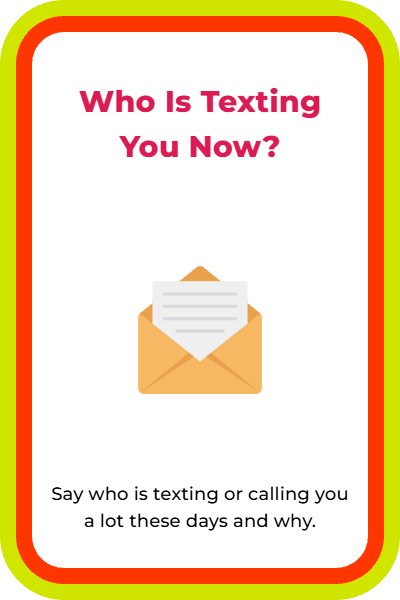 Who Is Texting
You Now?
Say who is texting or calling you
a lot these days and why.